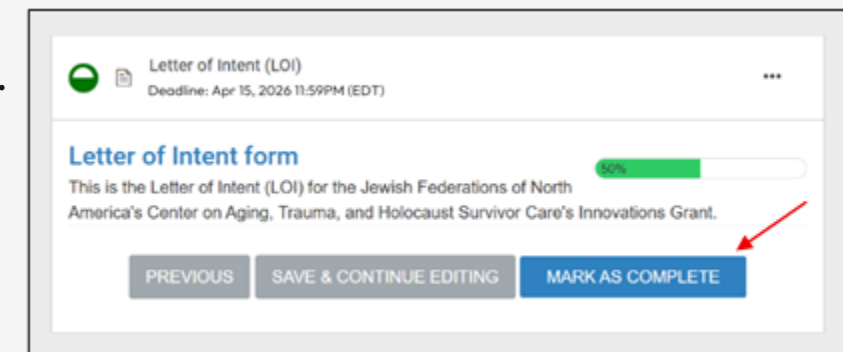 Letter of Intent (LOI)
Deadline: Apr 15, 2026 11:59PM (EDT)
Letter of Intent form
50%
This is the Letter of Intent (LOI) for the Jewish Federations of North
America's Center on Aging, Trauma, and Holocaust Survivor Care's Innovations Grant.
PREVIOUS SAVE & CONTINUE EDITING MARK AS COMPLETE